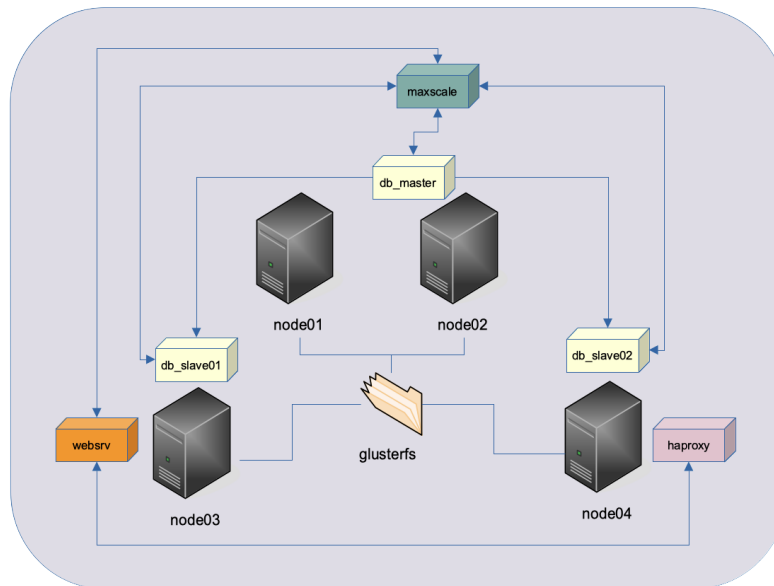 maxscale
db_master
node01
node02
db_slave01
db_slave02
websrv
haproxy
glusterfs
node03
node04